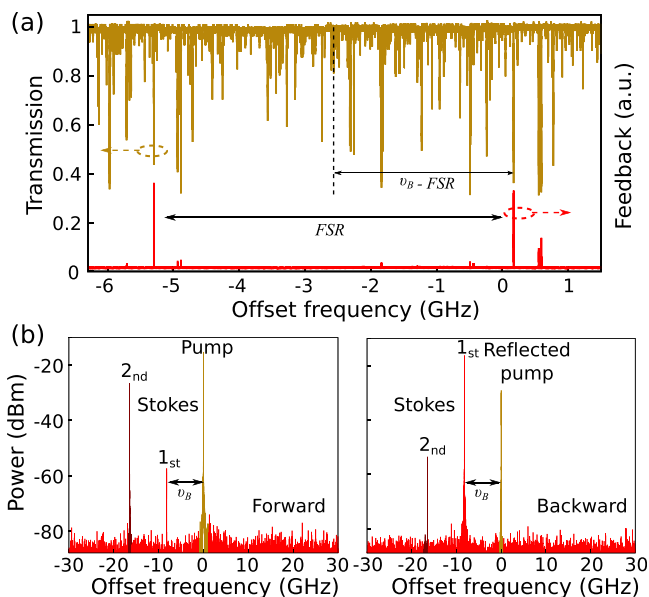 (a)
1
0.8
0.6
0.4
0.2
0
Transmission
Feedback (a.u.)
υB - FSR
FSR
-6 -5 -4 -3 -2 -1 0 1
Offset frequency (GHz)
(b)
Power (dBm)
-20
-40
-60
-80
Pump
2nd
Stokes
1st
υB
Forward
-30 -20 -10 0 10 20 30
Offset frequency (GHz)
1st Reflected
pump
Stokes
2nd
υB
Backward
-30 -20 -10 0 10 20 30
Offset frequency (GHz)